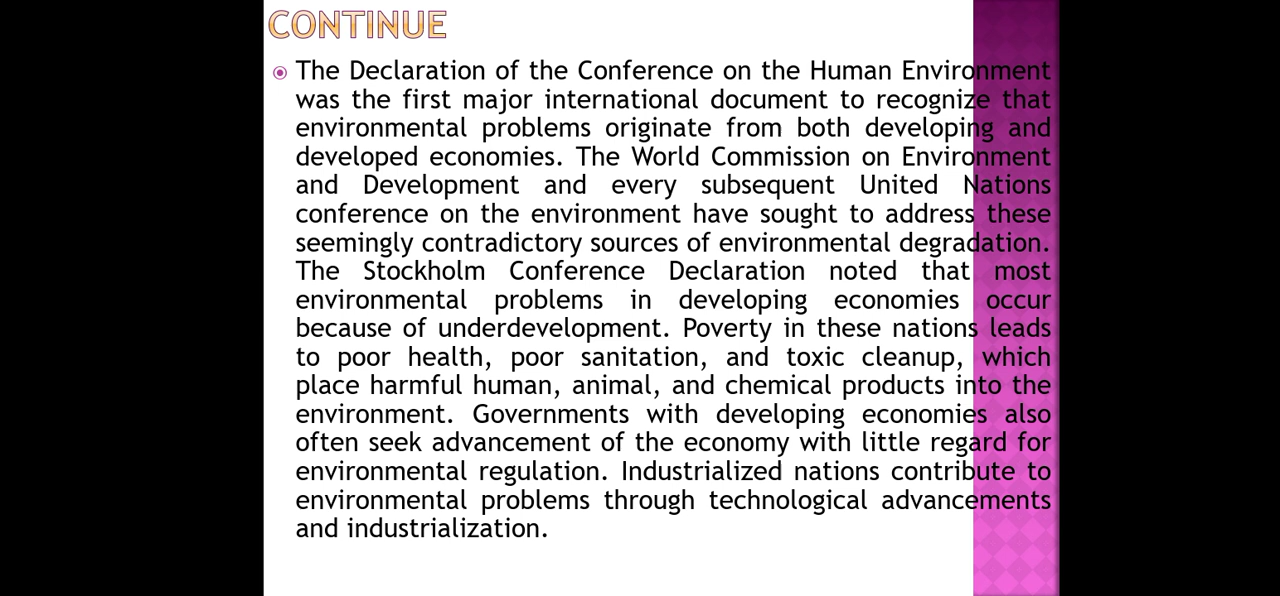 CONTINUE
The Declaration of the Conference on the Human Environment
was the first major international document to recognize that
environmental problems originate from both developing and
developed economies. The World Commission on Environment
and Development and every subsequent United Nations
conference on the environment have sought to address these
seemingly contradictory sources of environmental degradation.
The Stockholm Conference Declaration noted that most
environmental problems in developing economies occur
because of underdevelopment. Poverty in these nations leads
to poor health, poor sanitation, and toxic cleanup, which
place harmful human, animal, and chemical products into the
environment. Governments with developing economies also
often seek advancement of the economy with little regard for
environmental regulation. Industrialized nations contribute to
environmental problems through technological advancements
and industrialization.